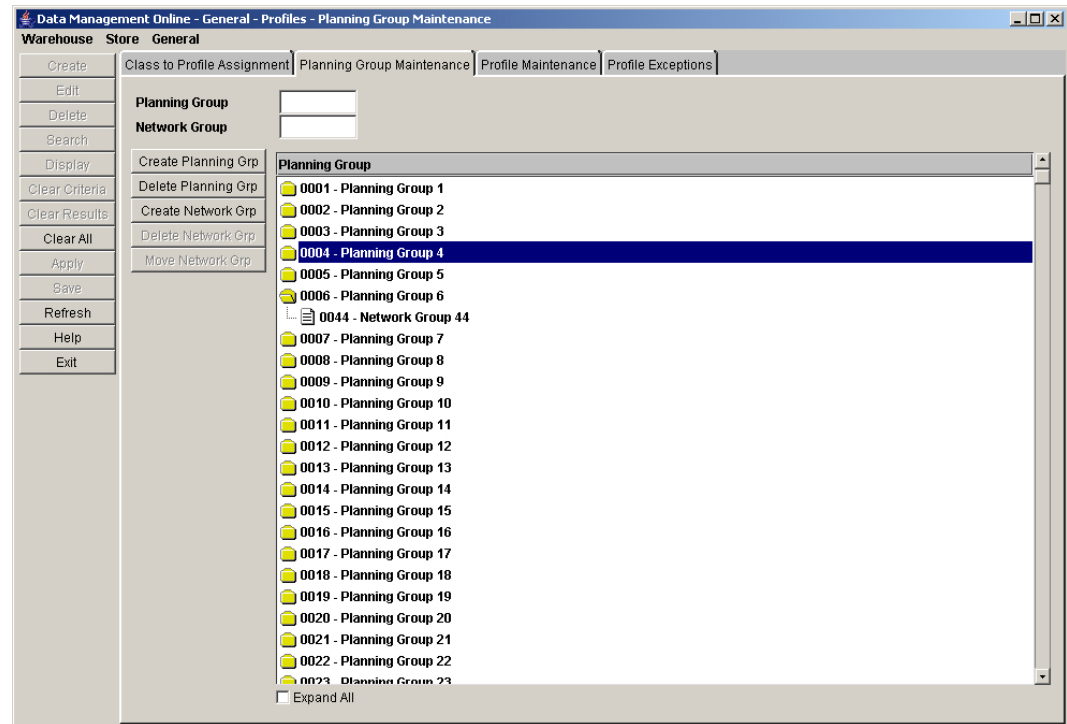 Data Management Online - General - Profiles - Planning Group Maintenance
Warehouse Store General
Create
Edit
Delete
Search
Display
Clear Criteria
Clear Results
Clear All
Apply
Save
Refresh
Help
Exit
Class to Profile Assignment Planning Group Maintenance Profile Maintenance Profile Exceptions
Planning Group
Network Group
Create Planning Grp
Delete Planning Grp
Create Network Grp
Delete Network Grp
Move Network Grp
Planning Group
0001 - Planning Group 1
0002 - Planning Group 2
0003 - Planning Group 3
0004 - Planning Group 4
0005 - Planning Group 5
0006 - Planning Group 6
0044 - Network Group 44
0007 - Planning Group 7
0008 - Planning Group 8
0009 - Planning Group 9
0010 - Planning Group 10
0011 - Planning Group 11
0012 - Planning Group 12
0013 - Planning Group 13
0014 - Planning Group 14
0015 - Planning Group 15
0016 - Planning Group 16
0017 - Planning Group 17
0018 - Planning Group 18
0019 - Planning Group 19
0020 - Planning Group 20
0021 - Planning Group 21
0022 - Planning Group 22
0023 - Planning Group 23
Expand All